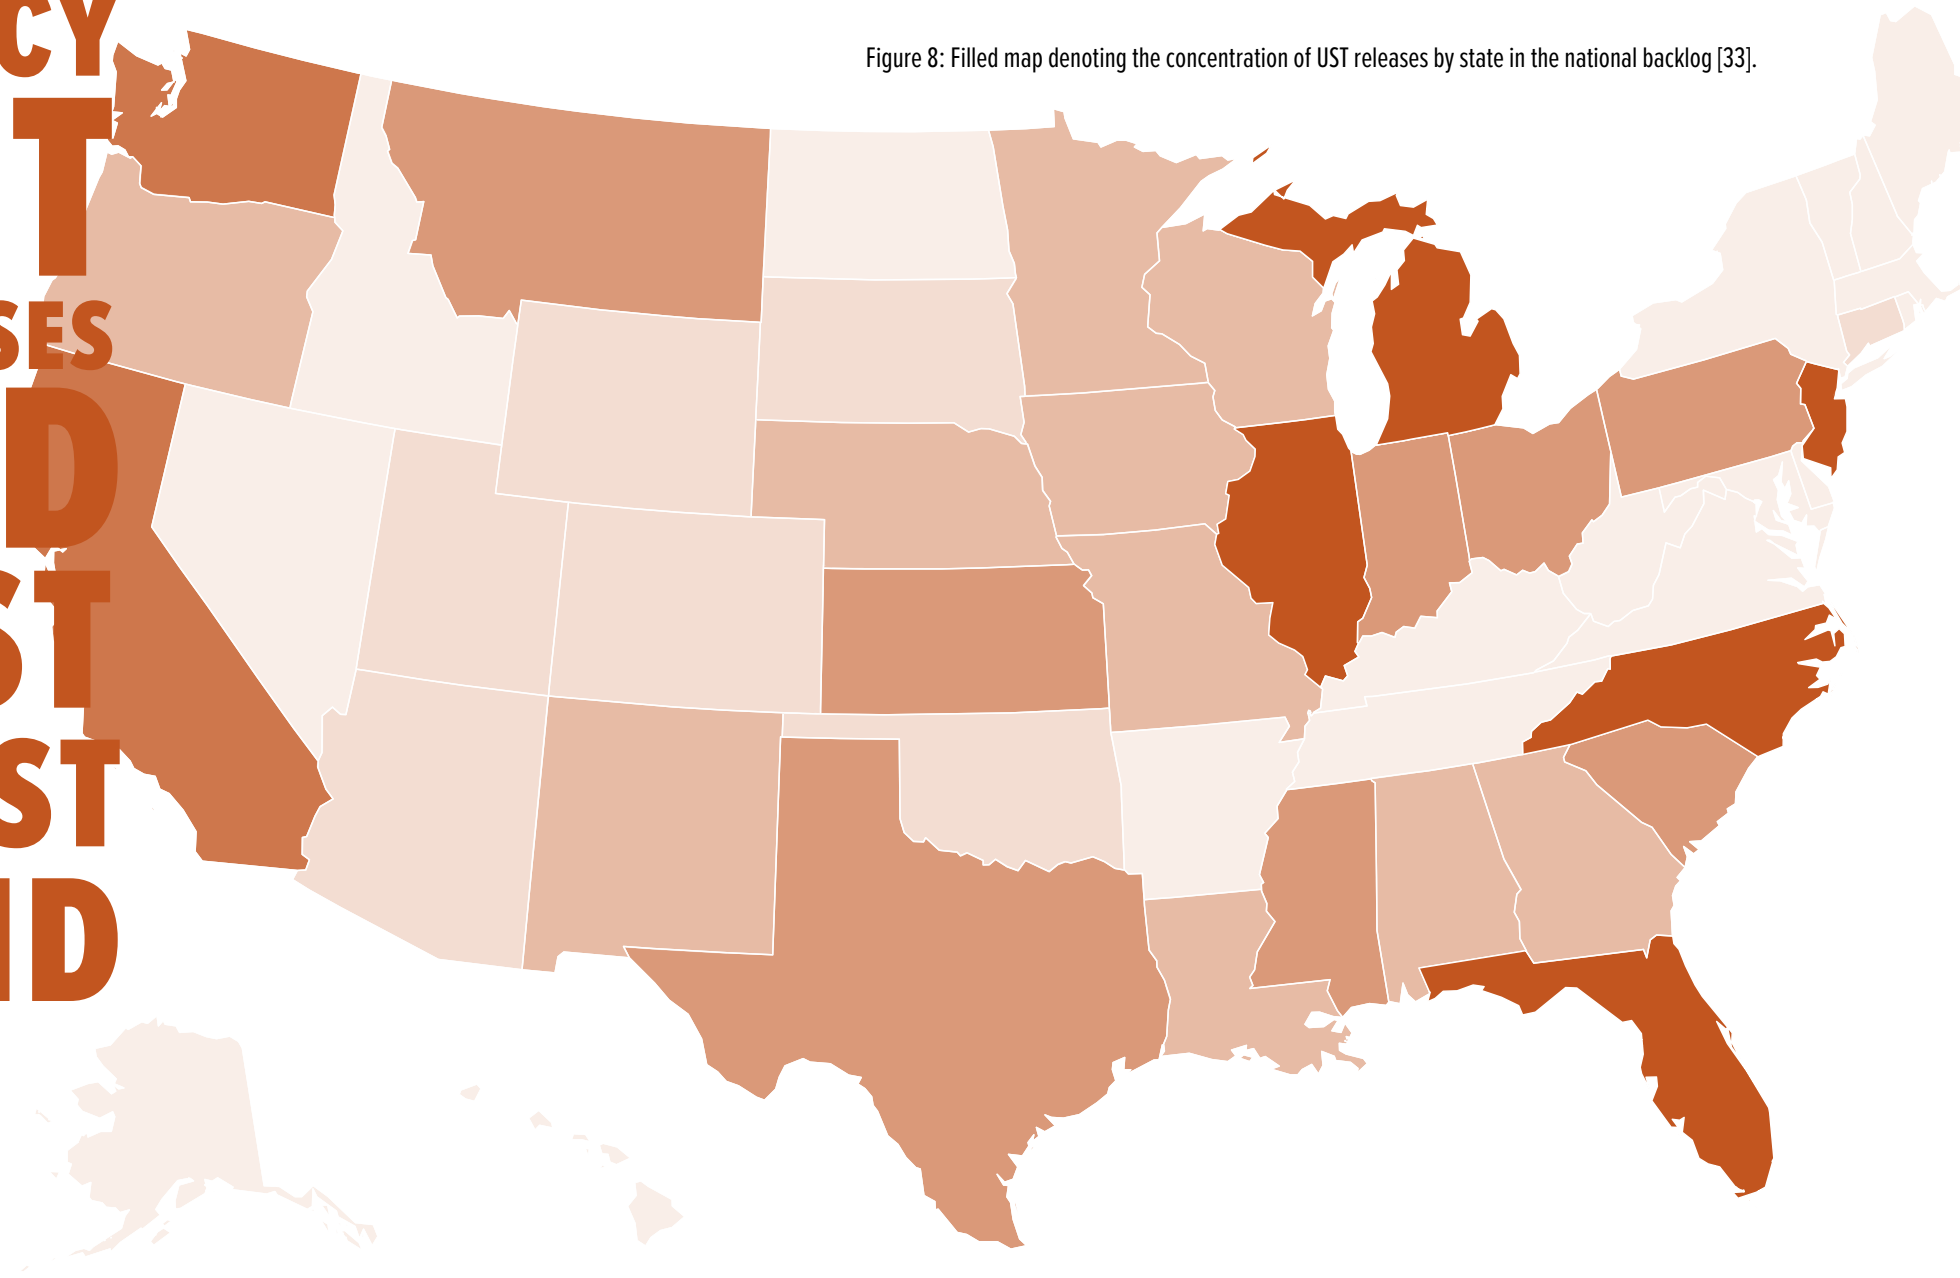 CY
Figure 8: Filled map denoting the concentration of UST releases by state in the national backlog [33].
T
SES
D
ST
ST
ND